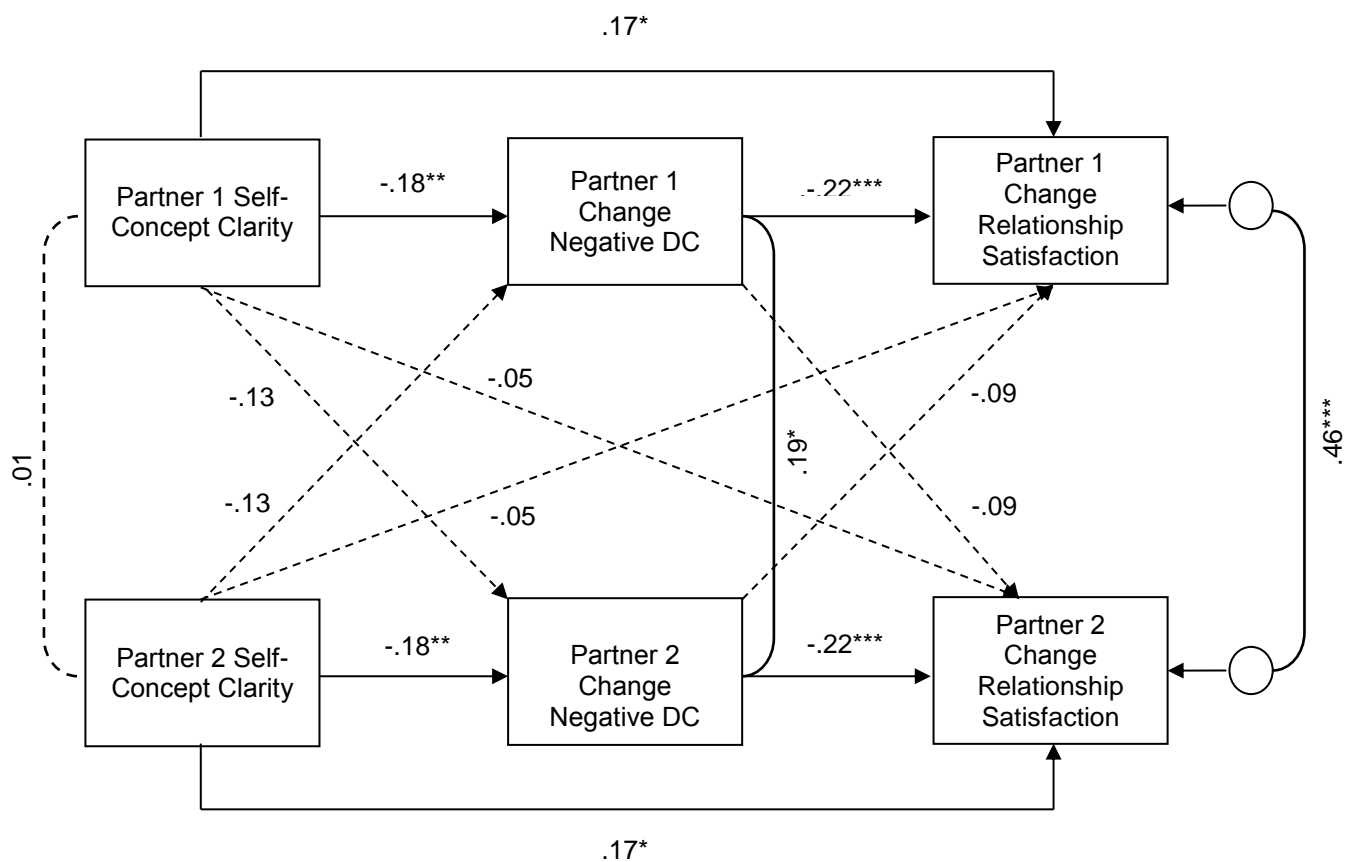 .17*
Partner 1 Self-
Concept Clarity
-.18**
Partner 1
Change
Negative DC
-.22***
Partner 1
Change
Relationship
Satisfaction
-.13
-.05
-.09
.01
.19*
.46***
-.13
-.05
-.09
Partner 2 Self-
Concept Clarity
-.18**
Partner 2
Change
Negative DC
-.22***
Partner 2
Change
Relationship
Satisfaction
.17*